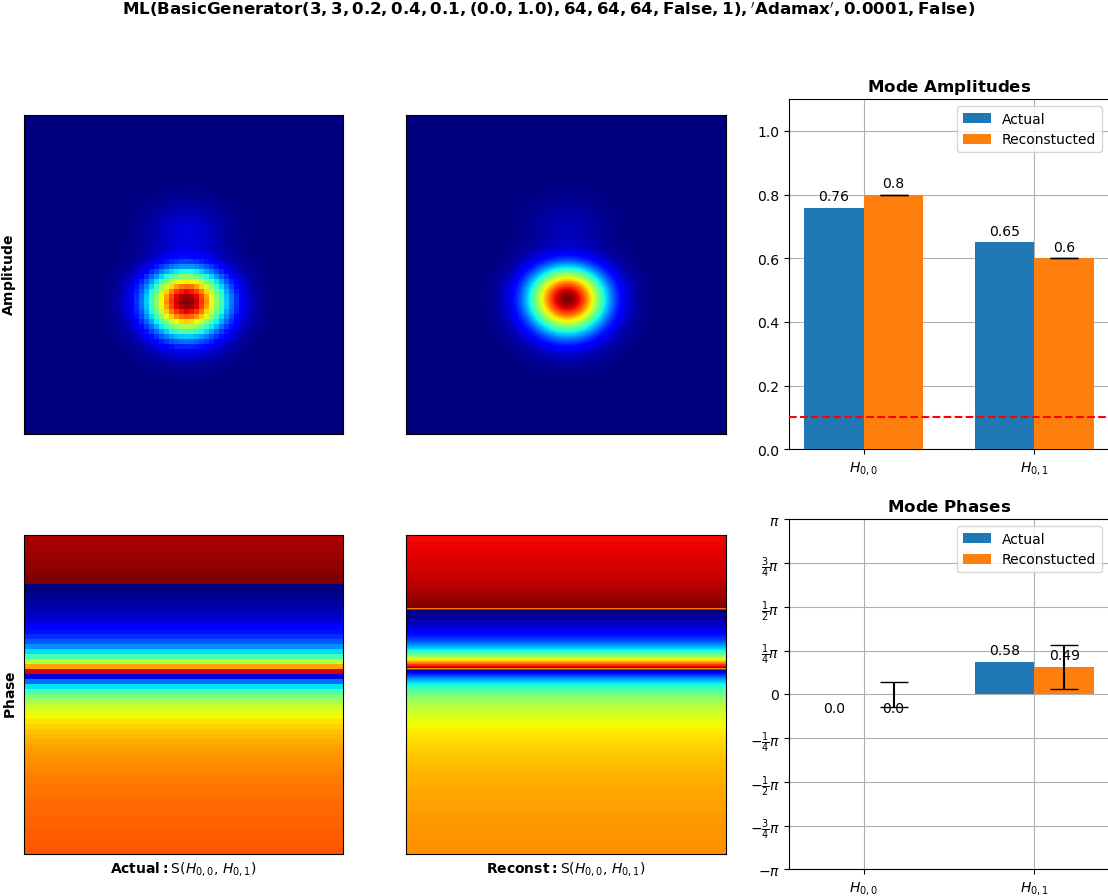 ML(BasicGenerator(3, 3, 0.2, 0.4, 0.1, (0.0, 1.0), 64, 64, 64, False, 1), ′Adamax′, 0.0001, False)
Amplitude
Mode Amplitudes
Actual
Reconstucted
1.0
0.8
0.6
0.4
0.2
0.0
0.76
0.8
0.65
0.6
H0,0
H0,1
Phase
Actual: S(H0,0, H0,1)
Reconst: S(H0,0, H0,1)
Mode Phases
Actual
Reconstucted
π
3/4π
1/2π
1/4π
0
−1/4π
−1/2π
−3/4π
−π
0.0
0.0
0.58
0.49
H0,0
H0,1